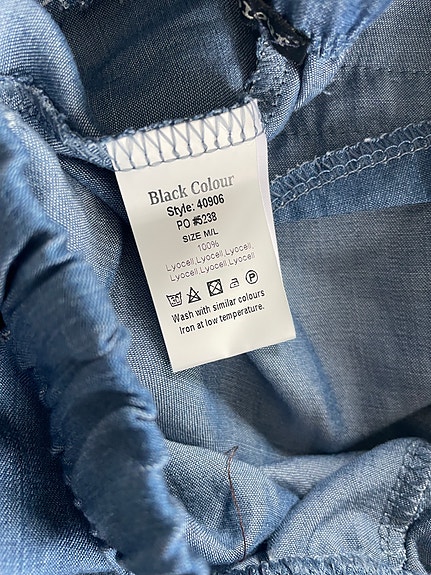 Black Colour
Style: 40906
PO #5238
SIZE M/L
100%
Lyocell,Lyocell,Lyocell,
Lyocell,Lyocell,Lyocell
Wash with similar colours
Iron at low temperature.